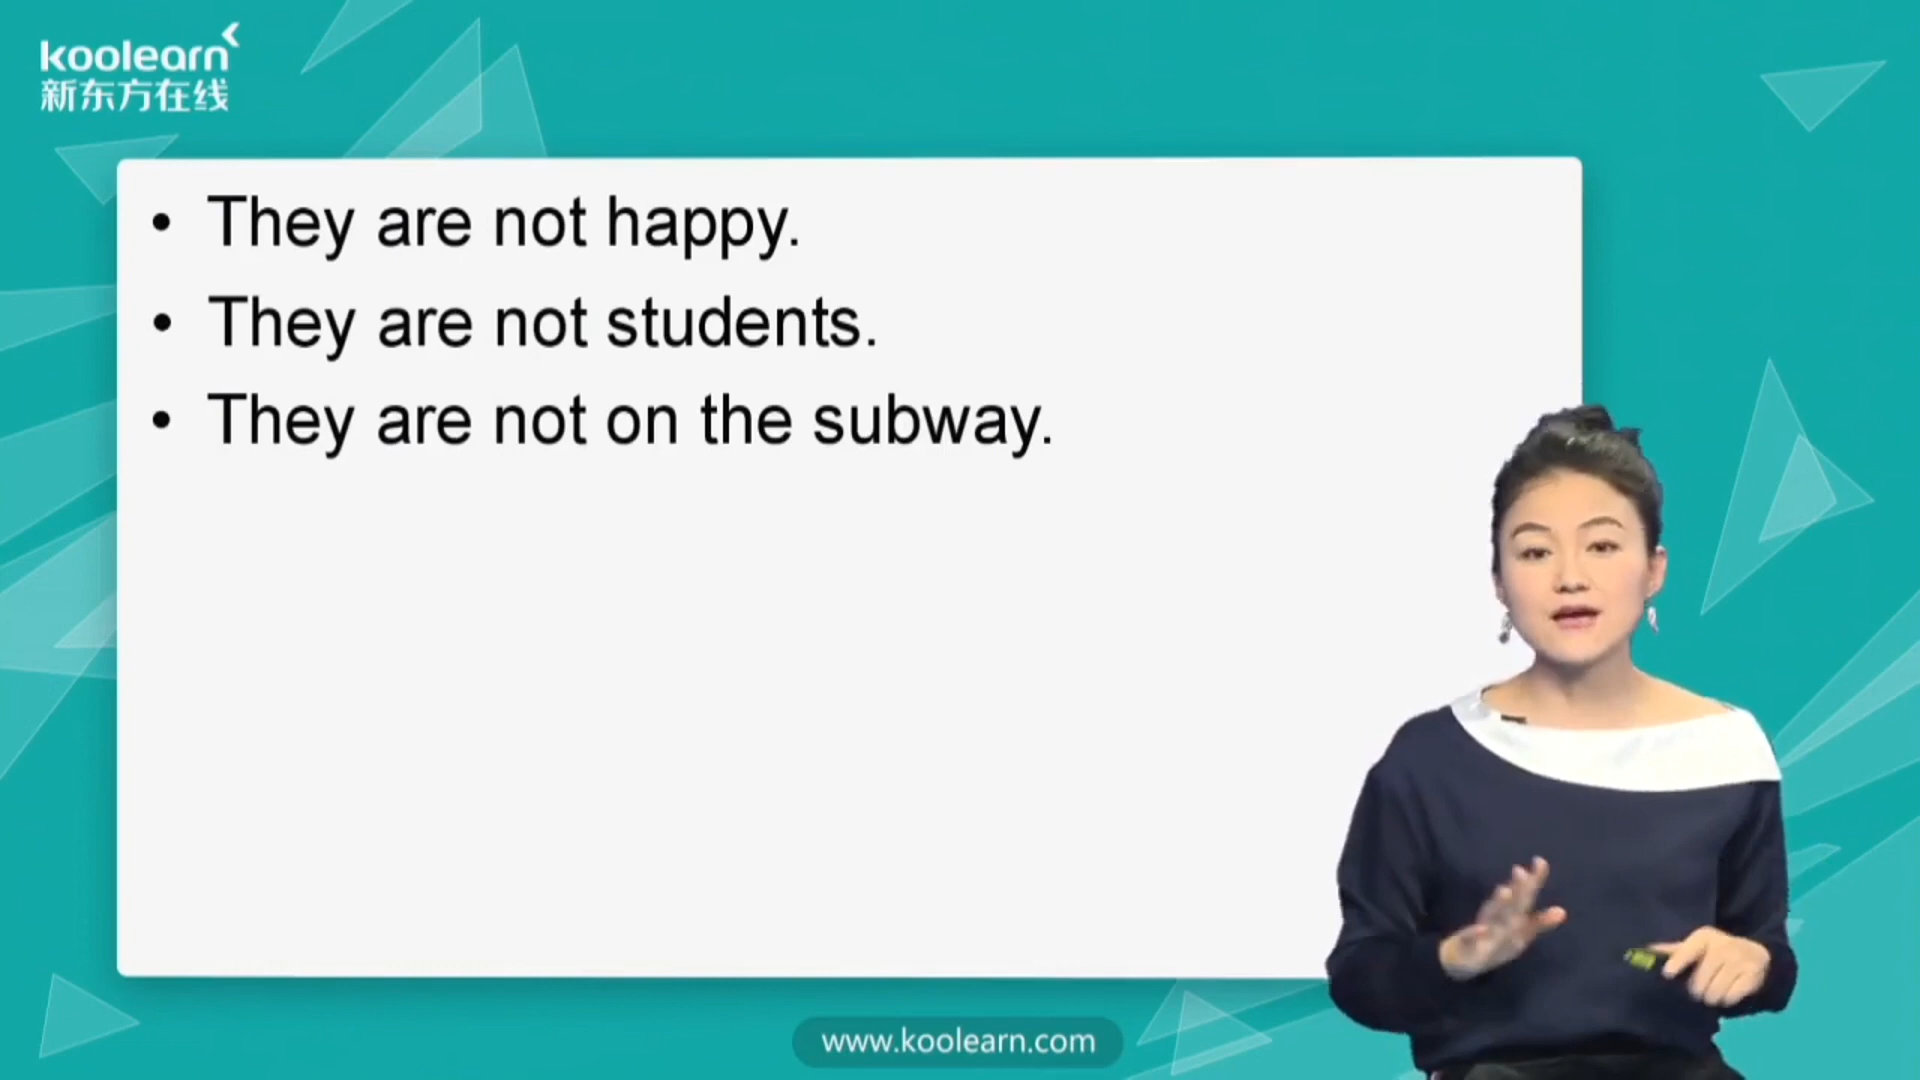 koolearn
新东方在线
• They are not happy.
• They are not students.
• They are not on the subway.
www.koolearn.com